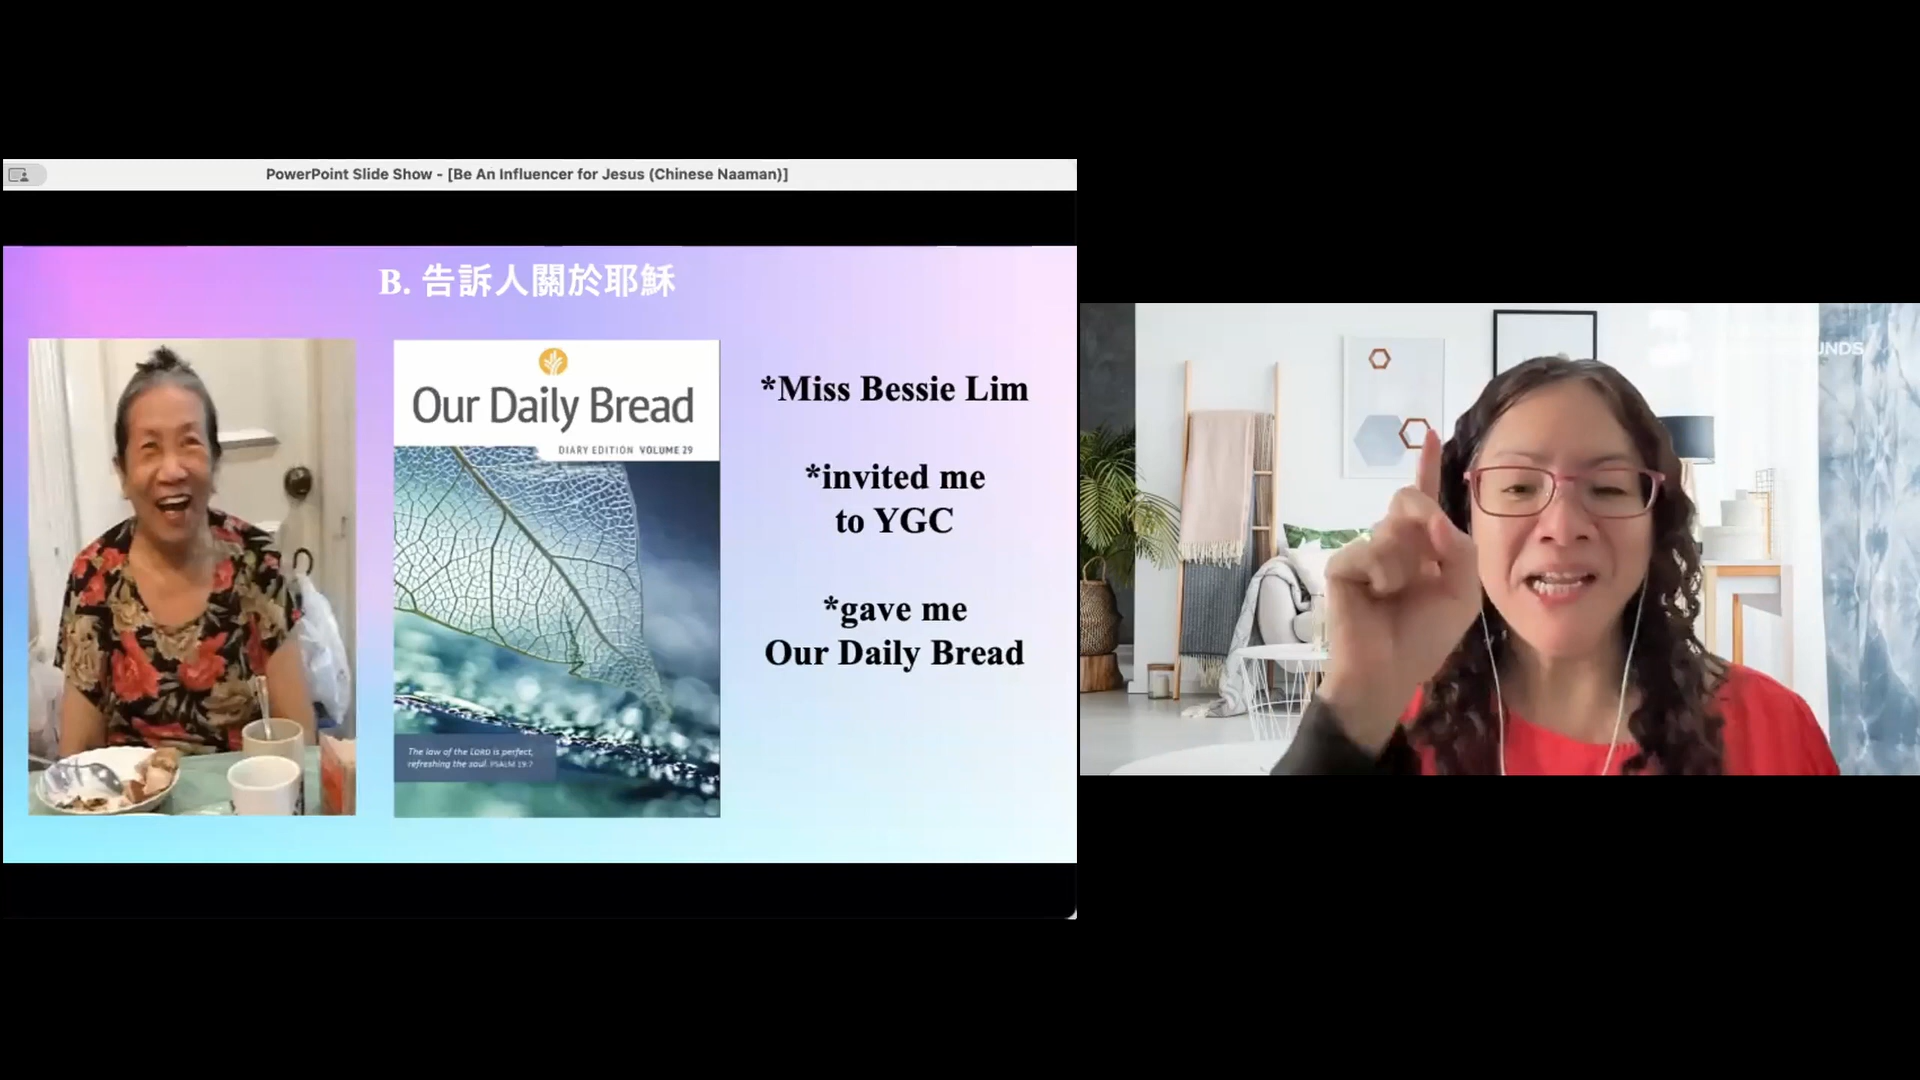 PowerPoint Slide Show - [Be An Influencer for Jesus (Chinese Naaman)]
B. 告訴人關於耶穌
Our Daily Bread
DIARY EDITION VOLUME 29
The law of the LORD is perfect,
refreshing the soul. PSALM 19:7
*Miss Bessie Lim
*invited me
to YGC
*gave me
Our Daily Bread